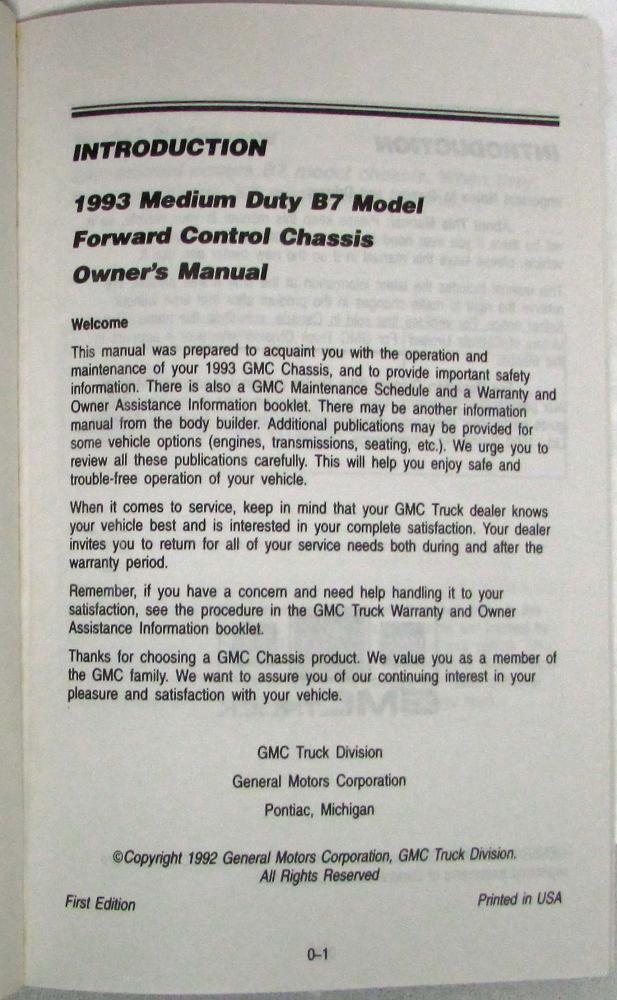 INTRODUCTION
1993 Medium Duty B7 Model
Forward Control Chassis
Owner's Manual
Welcome
This manual was prepared to acquaint you with the operation and
maintenance of your 1993 GMC Chassis, and to provide important safety
information. There is also a GMC Maintenance Schedule and a Warranty and
Owner Assistance Information booklet. There may be another information
manual from the body builder. Additional publications may be provided for
some vehicle options (engines, transmissions, seating, etc.). We urge you to
review all these publications carefully. This will help you enjoy safe and
trouble-free operation of your vehicle.
When it comes to service, keep in mind that your GMC Truck dealer knows
your vehicle best and is interested in your complete satisfaction. Your dealer
invites you to return for all of your service needs both during and after the
warranty period.
Remember, if you have a concern and need help handling it to your
satisfaction, see the procedure in the GMC Truck Warranty and Owner
Assistance Information booklet.
Thanks for choosing a GMC Chassis product. We value you as a member of
the GMC family. We want to assure you of our continuing interest in your
pleasure and satisfaction with your vehicle.
GMC Truck Division
General Motors Corporation
Pontiac, Michigan
©Copyright 1992 General Motors Corporation, GMC Truck Division.
All Rights Reserved
First Edition
Printed in USA
0–1